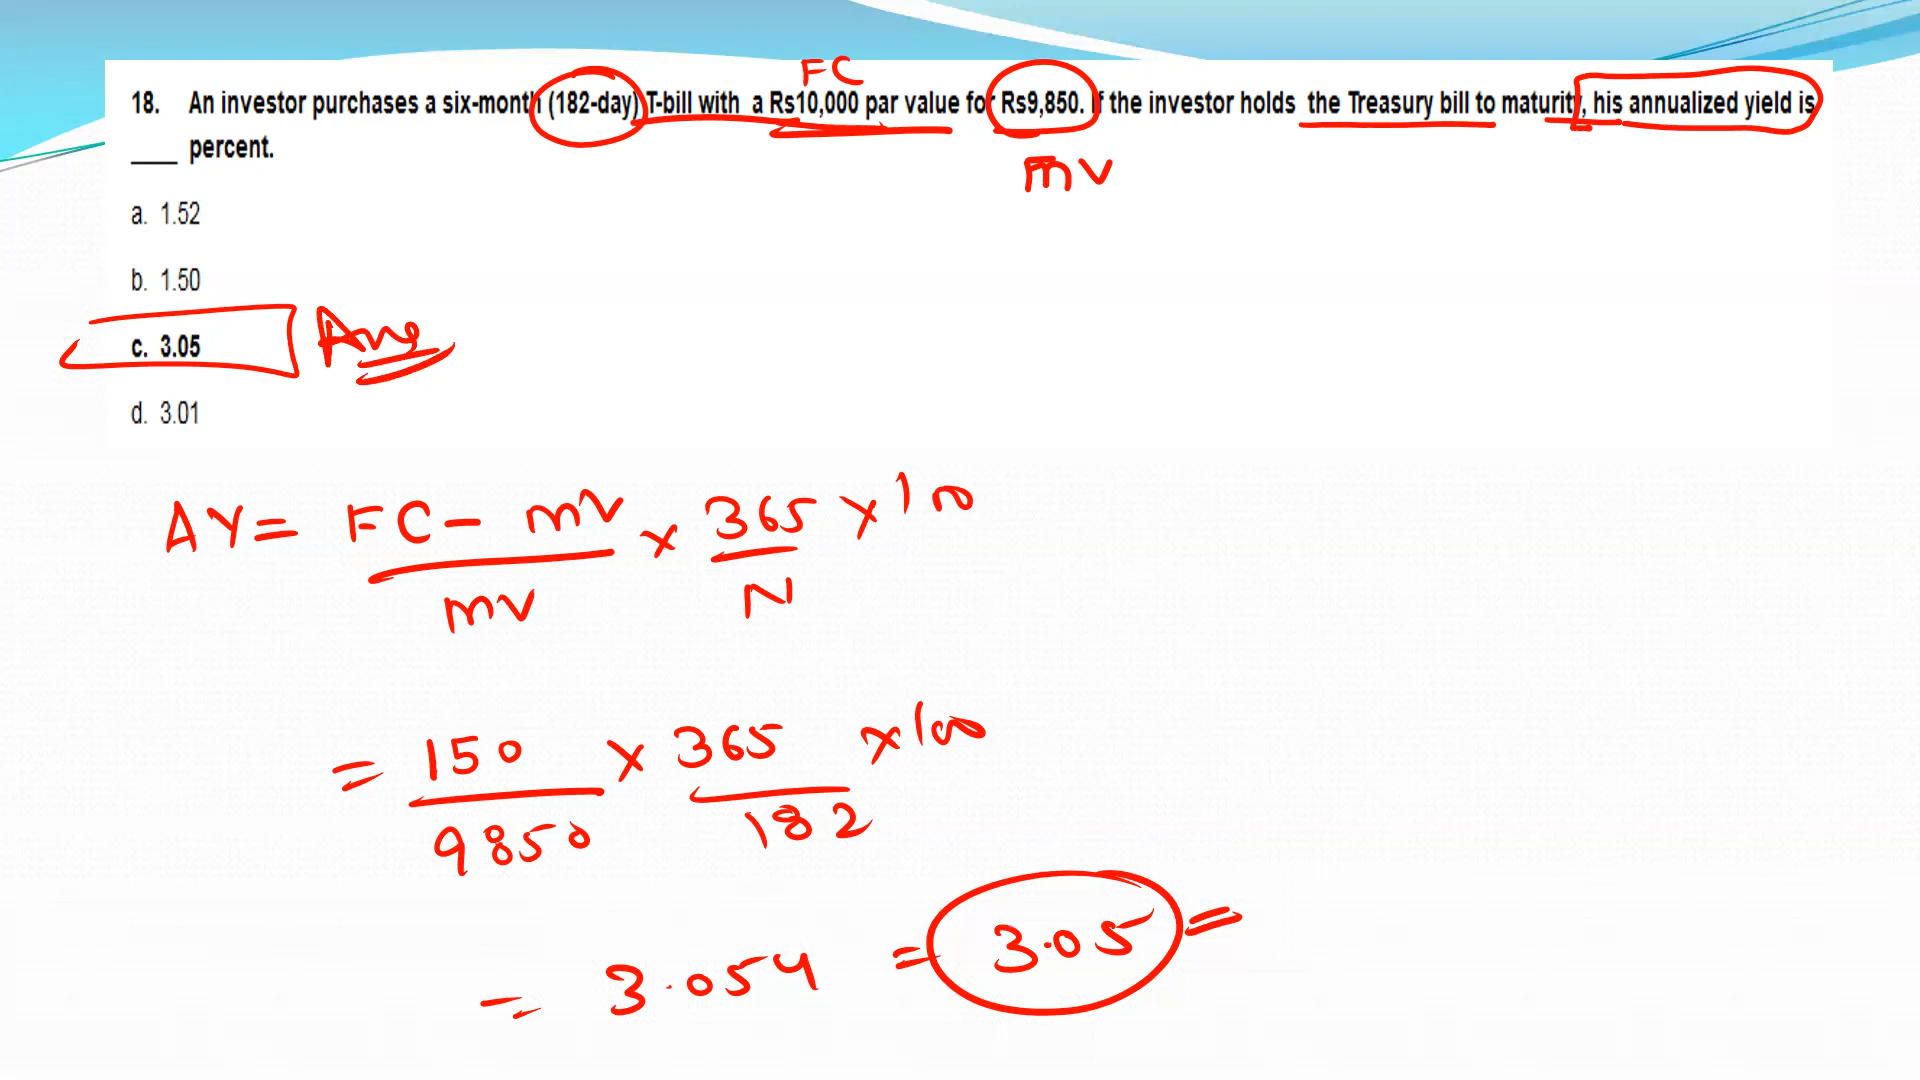 FC
18. An investor purchases a six-month (182-day) T-bill with a Rs10,000 par value for Rs9,850. If the investor holds the Treasury bill to maturity, his annualized yield is
____ percent.
mv
a. 1.52
b. 1.50
c. 3.05 Ans
d. 3.01
AY = FC - mv × 365 × 100
mv N
= 150 × 365 × 100
9850 182
= 3.054 = 3.05 =